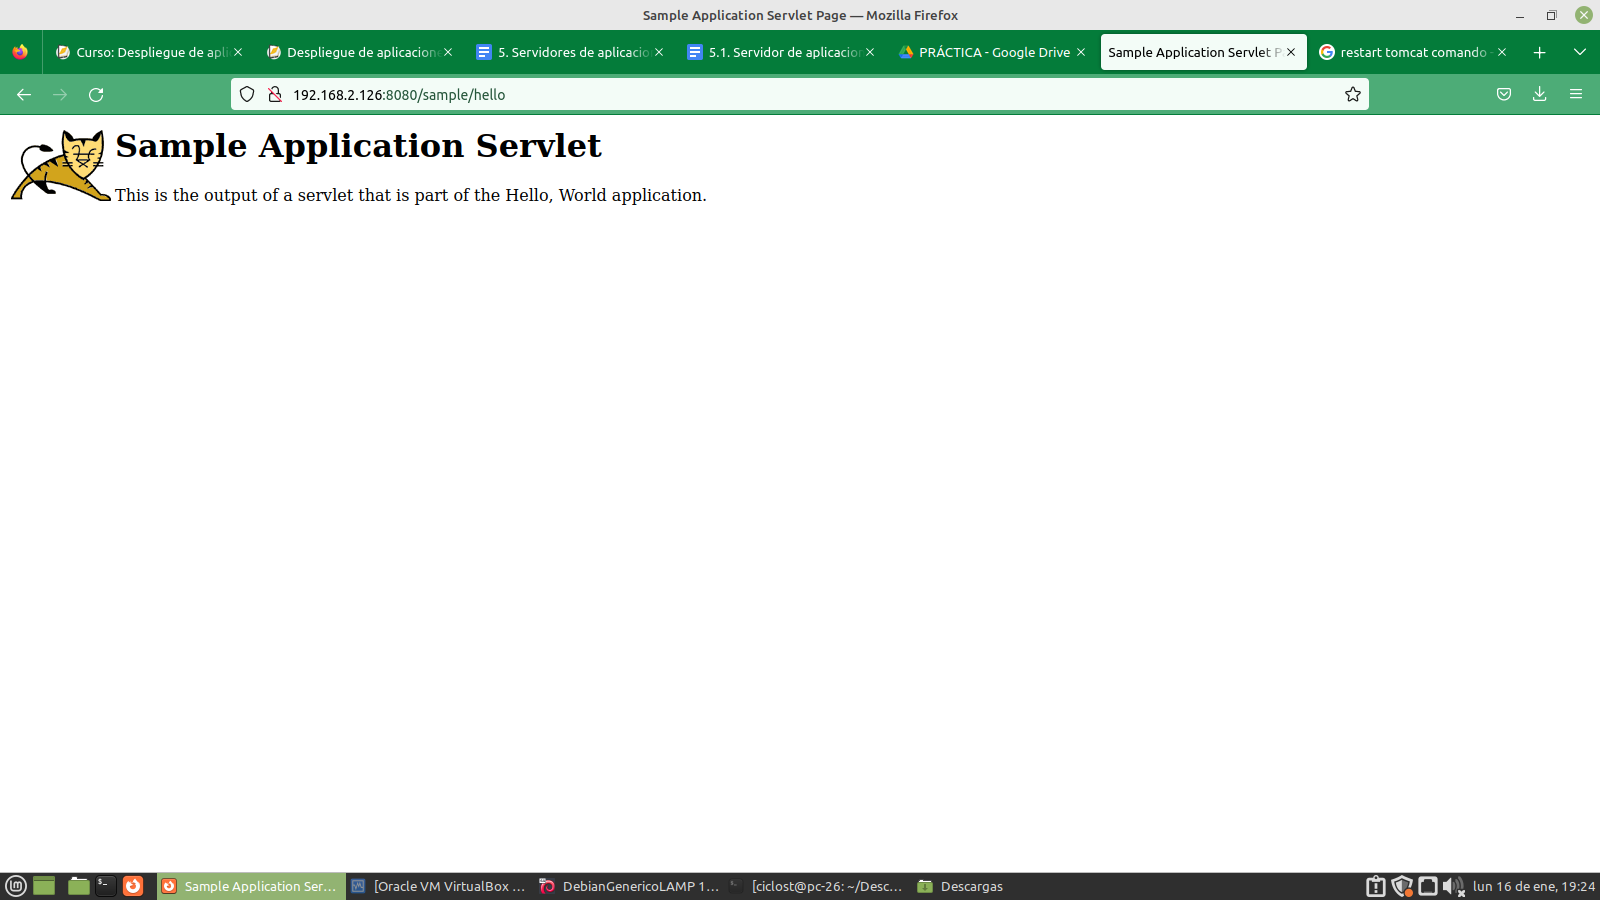 Sample Application Servlet Page — Mozilla Firefox
Curso: Despliegue de apli
Despliegue de aplicacione
5. Servidores de aplicacio
5.1. Servidor de aplicacior
PRÁCTICA - Google Drive
Sample Application Servlet P
restart tomcat comando -
192.168.2.126:8080/sample/hello
Sample Application Servlet
This is the output of a servlet that is part of the Hello, World application.
Sample Application Ser...
[Oracle VM VirtualBox ...
DebianGenericoLAMP 1...
[ciclost@pc-26: ~/Desc...
Descargas
lun 16 de ene, 19:24